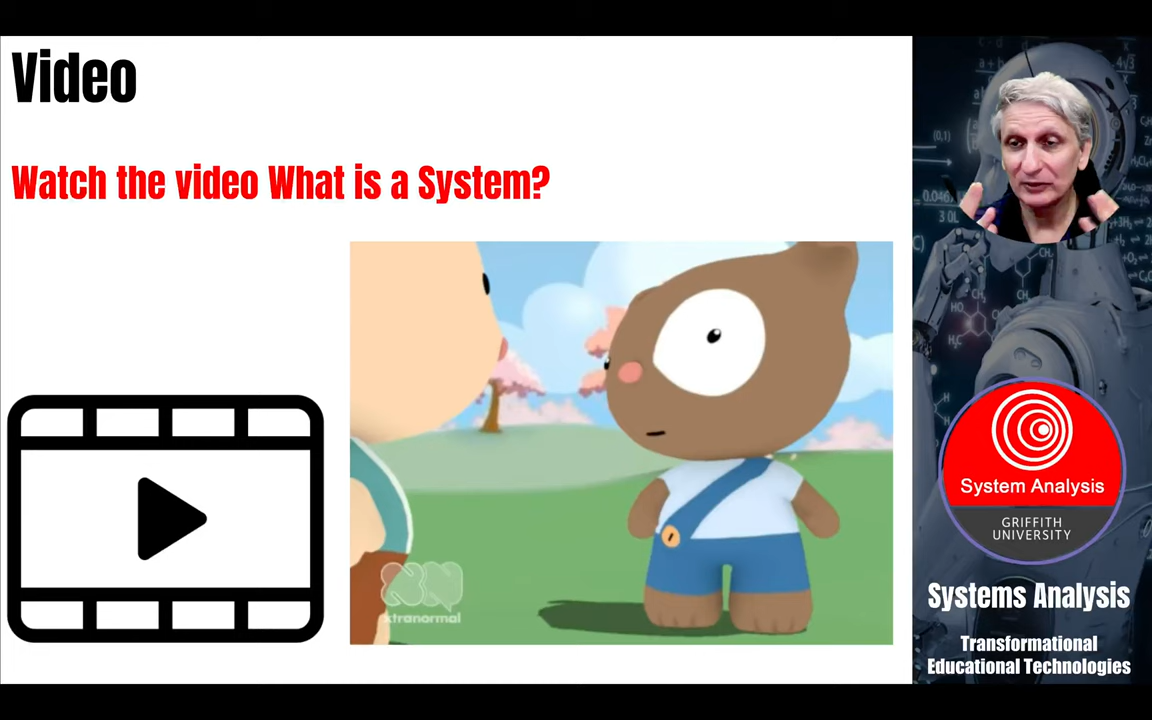 Video
Watch the video What is a System?
xtranormal
System Analysis
GRIFFITH
UNIVERSITY
Systems Analysis
Transformational
Educational Technologies